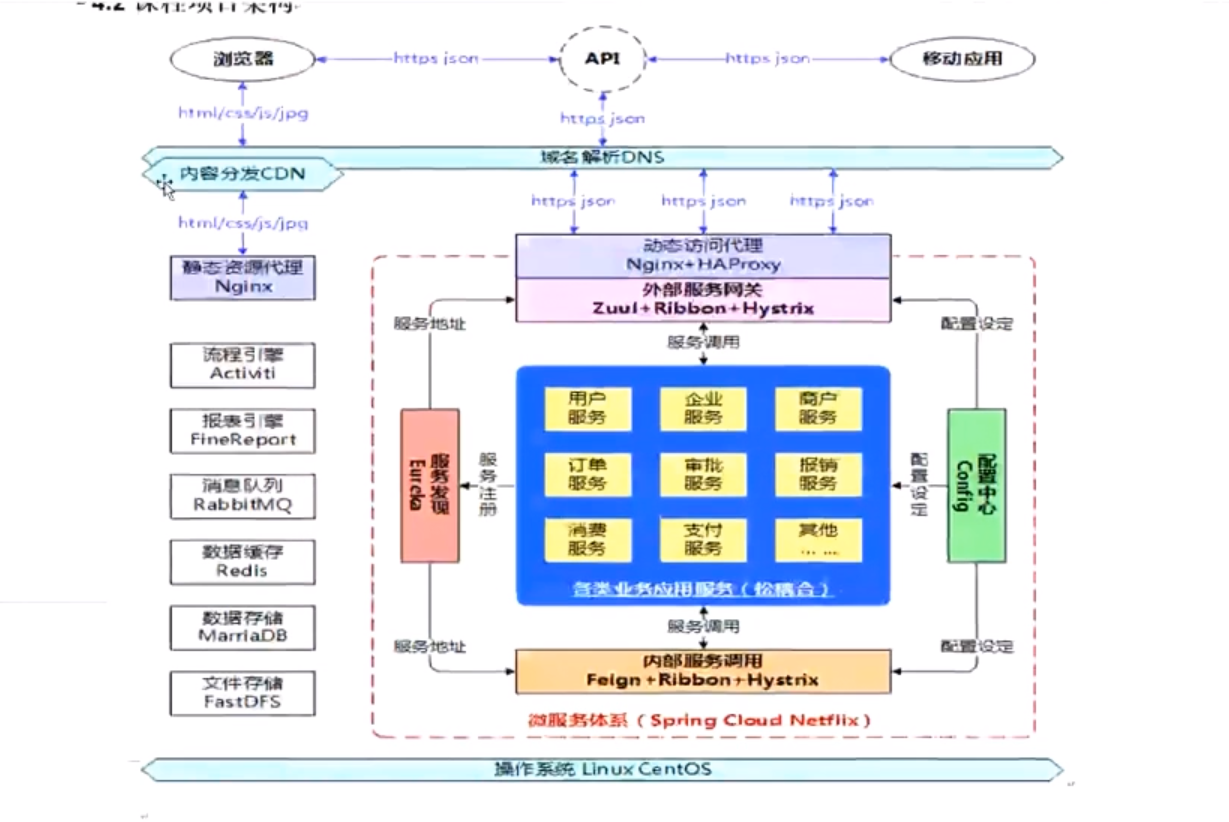 4.2 课程项目架构
浏览器
https json
API
https json
移动应用
html/css/js/jpg
https json
域名解析DNS
内容分发CDN
html/css/js/jpg
https json
https json
https json
静态资源代理
Nginx
动态访问代理
Nginx+HAProxy
外部服务网关
Zuul+Ribbon+Hystrix
服务地址
配置设定
服务调用
流程引擎
Activiti
报表引擎
FineReport
消息队列
RabbitMQ
数据缓存
Redis
数据存储
MarriaDB
文件存储
FastDFS
用户
服务
企业
服务
商户
服务
订单
服务
审批
服务
报销
服务
消费
服务
支付
服务
其他
... ...
各类业务应用服务（松耦合）
服务发现
Eureka
服务注册
配置设定
配置中心
Config
服务调用
服务地址
配置设定
内部服务调用
Feign+Ribbon+Hystrix
微服务体系（Spring Cloud Netflix）
操作系统 Linux CentOS